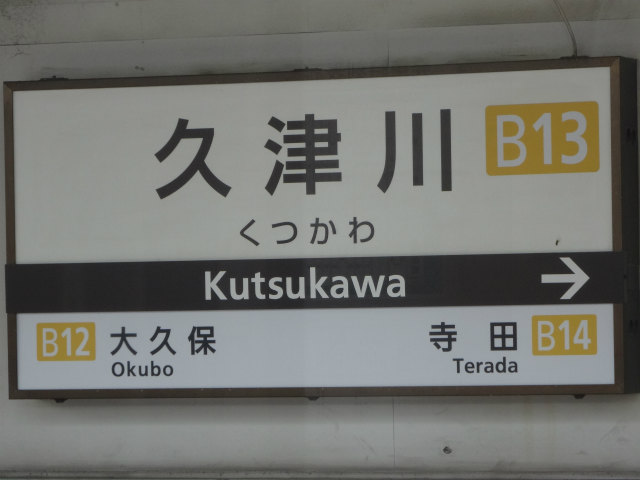 久津川 B13
くつかわ
Kutsukawa →
B12 大久保 寺田 B14
Okubo Terada